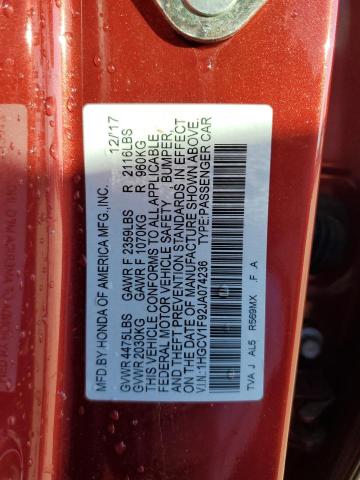 MFD. BY HONDA OF AMERICA MFG., INC. 12/17
GVWR 4475LBS GAWR F 2359LBS R 2116LBS
GVWR 2030KG GAWR F 1070KG R 960KG
THIS VEHICLE CONFORMS TO ALL APPLICABLE
FEDERAL MOTOR VEHICLE SAFETY, BUMPER,
AND THEFT PREVENTION STANDARDS IN EFFECT
ON THE DATE OF MANUFACTURE SHOWN ABOVE.
V.I.N.: 1HGCV1F92JA074236 TYPE: PASSENGER CAR
TVA J AL5 R569MX F .A